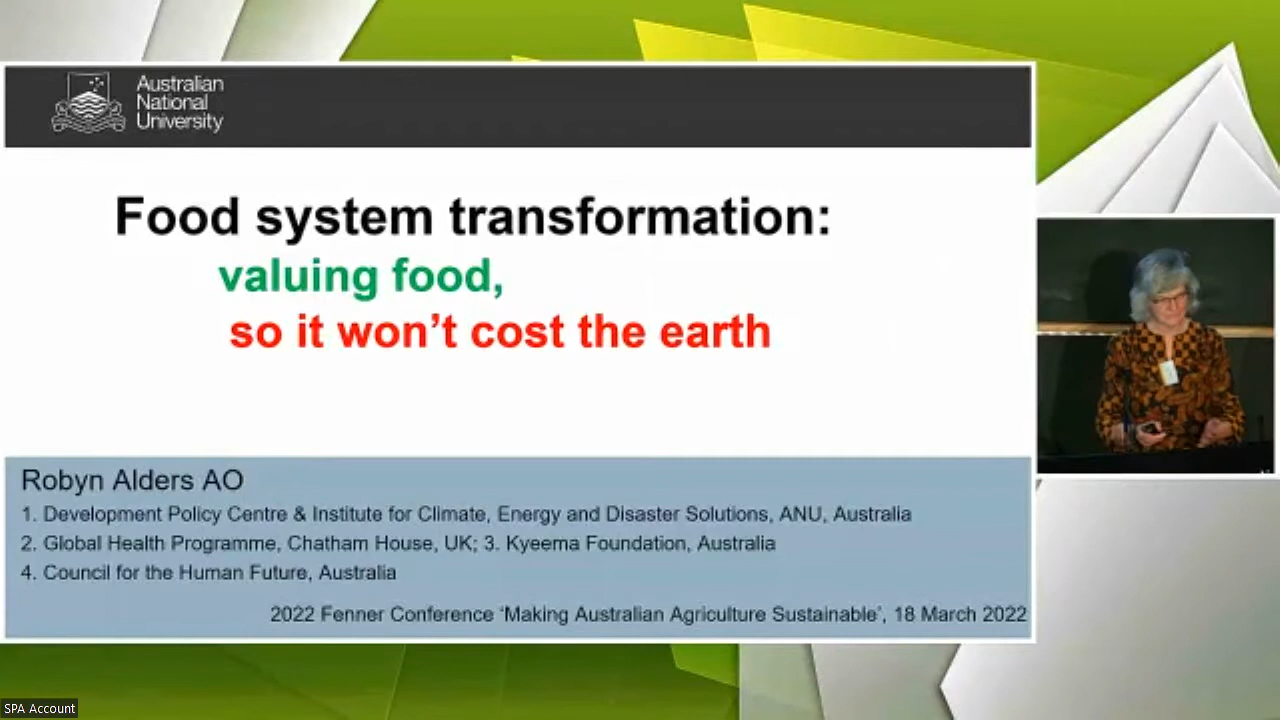 Australian
National
University
Food system transformation:
valuing food,
so it won't cost the earth
Robyn Alders AO
1. Development Policy Centre & Institute for Climate, Energy and Disaster Solutions, ANU, Australia
2. Global Health Programme, Chatham House, UK; 3. Kyeema Foundation, Australia
4. Council for the Human Future, Australia
2022 Fenner Conference ‘Making Australian Agriculture Sustainable’, 18 March 2022
SPA Account